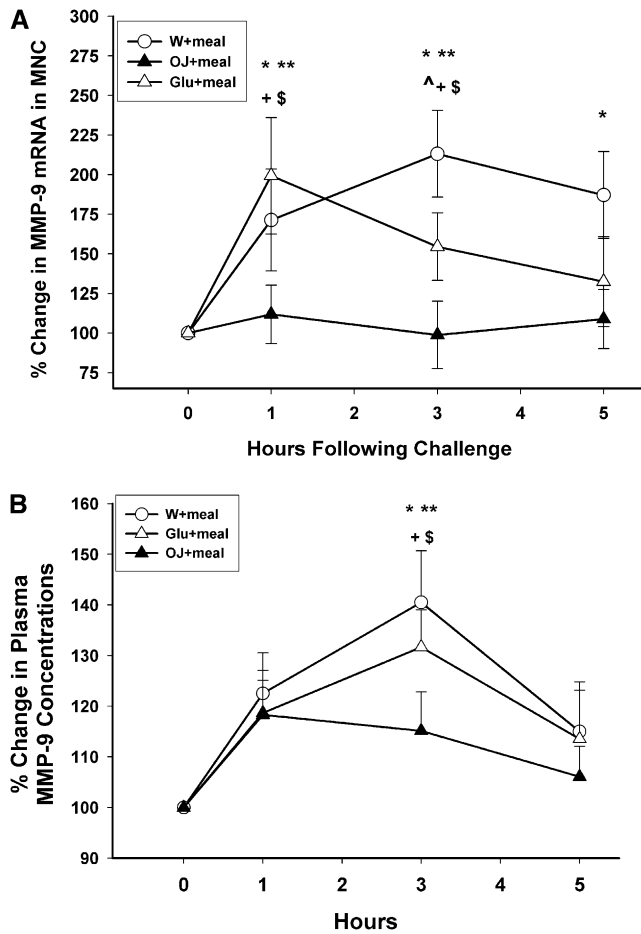 A
% Change in MMP-9 mRNA in MNC
300
275
250
225
200
175
150
125
100
75
W+meal
OJ+meal
Glu+meal
* **
+ $
* **
^+ $
*
0 1 2 3 4 5
Hours Following Challenge
B
% Change in Plasma
MMP-9 Concentrations
160
150
140
130
120
110
100
90
W+meal
Glu+meal
OJ+meal
* **
+ $
0 1 2 3 4 5
Hours